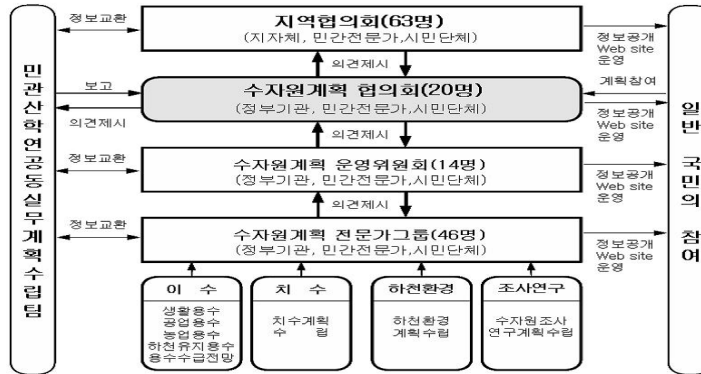 민관산학연공동실무계획수립팀
정보교환
지역협의회(63명)
(지자체, 민간전문가,시민단체)
정보공개
Web site
운영
의견제시
보고
의견제시
수자원계획 협의회(20명)
(정부기관, 민간전문가,시민단체)
계획참여
정보공개
Web site
운영
의견제시
정보교환
수자원계획 운영위원회(14명)
(정부기관, 민간전문가,시민단체)
정보공개
Web site
운영
의견제시
정보교환
수자원계획 전문가그룹(46명)
(정부기관, 민간전문가,시민단체)
정보공개
Web site
운영
이 수
생활용수
공업용수
농업용수
하천유지용수
용수수급전망
치 수
치수계획
수 립
하천환경
하천환경
계획수립
조사연구
수자원조사
연구계획수립
일반 국민의 참여